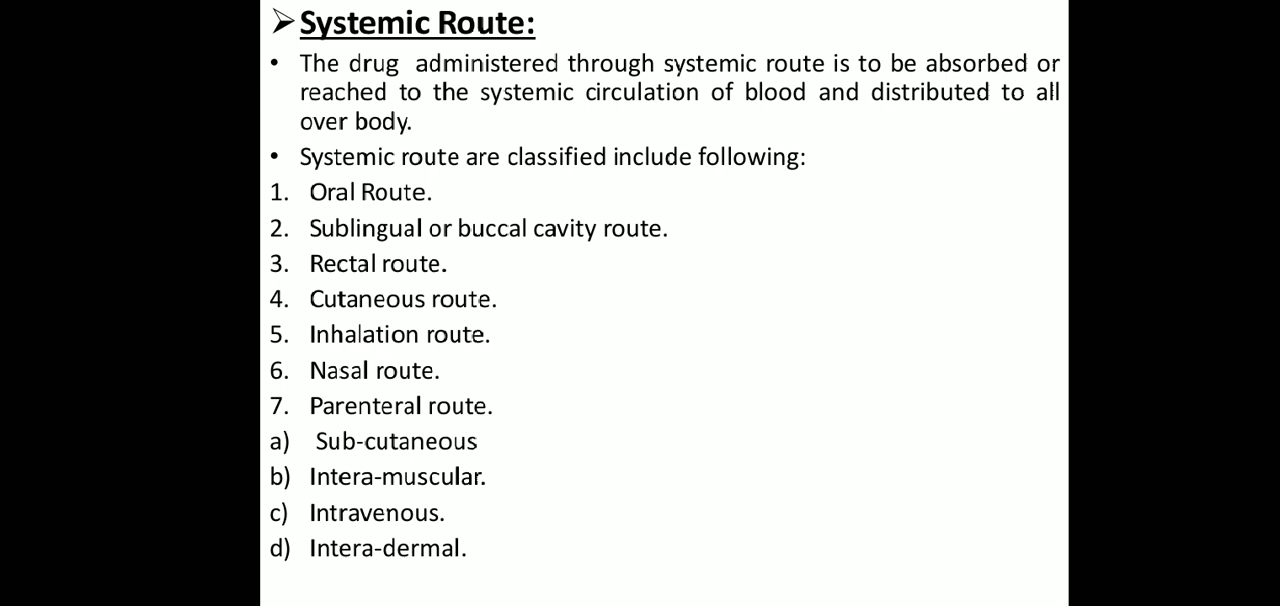 ➢Systemic Route:
• The drug administered through systemic route is to be absorbed or
reached to the systemic circulation of blood and distributed to all
over body.
• Systemic route are classified include following:
1. Oral Route.
2. Sublingual or buccal cavity route.
3. Rectal route.
4. Cutaneous route.
5. Inhalation route.
6. Nasal route.
7. Parenteral route.
a) Sub-cutaneous
b) Intera-muscular.
c) Intravenous.
d) Intera-dermal.